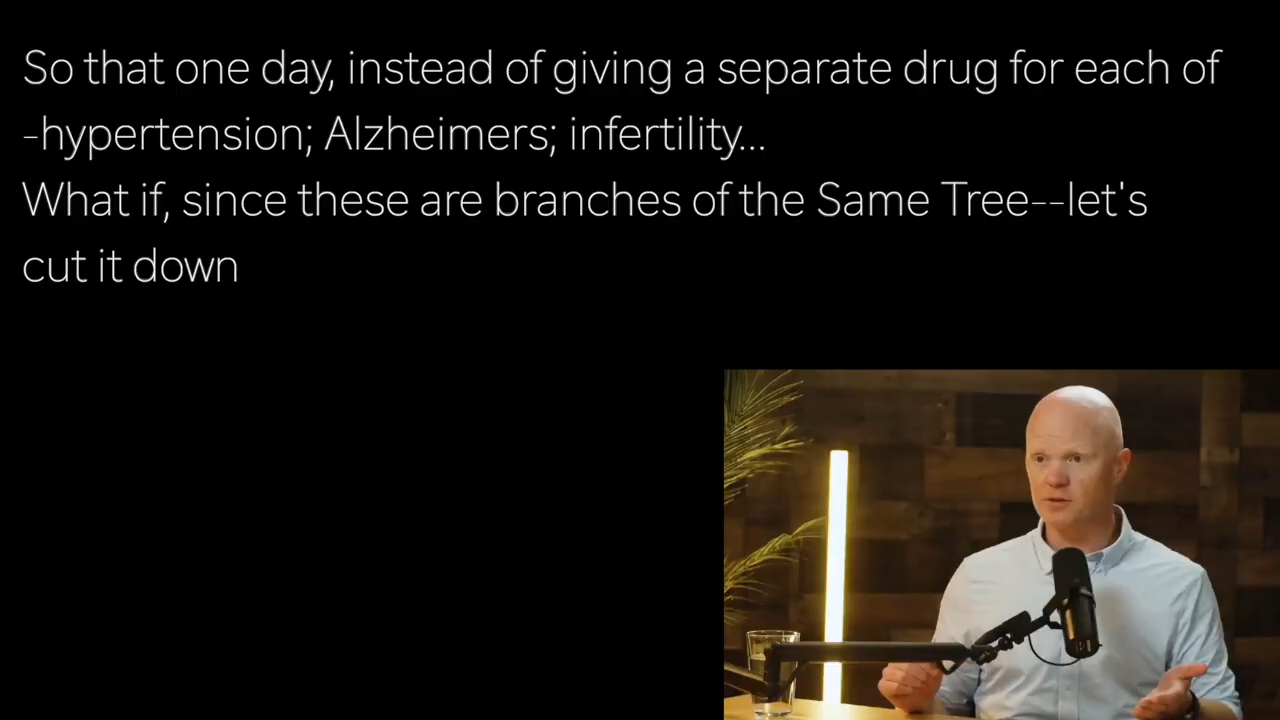 So that one day, instead of giving a separate drug for each of
-hypertension; Alzheimers; infertility...
What if, since these are branches of the Same Tree--let's
cut it down